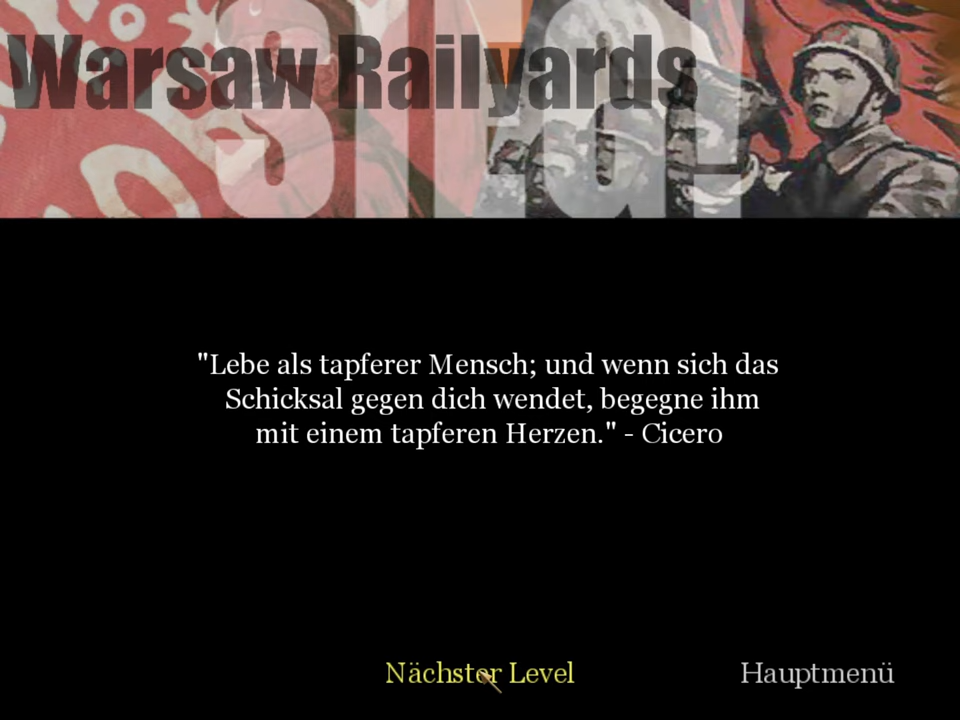 Warsaw Railyards
"Lebe als tapferer Mensch; und wenn sich das
Schicksal gegen dich wendet, begegne ihm
mit einem tapferen Herzen." - Cicero
Nächster Level
Hauptmenü